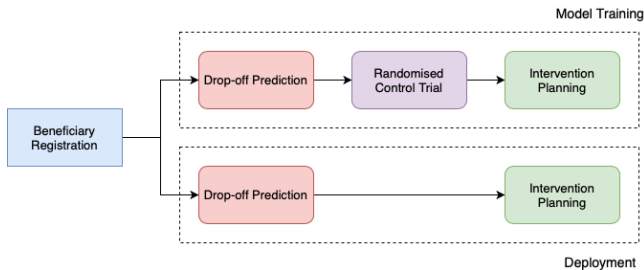 Model Training
Drop-off Prediction
Randomised
Control Trial
Intervention
Planning
Beneficiary
Registration
Drop-off Prediction
Intervention
Planning
Deployment